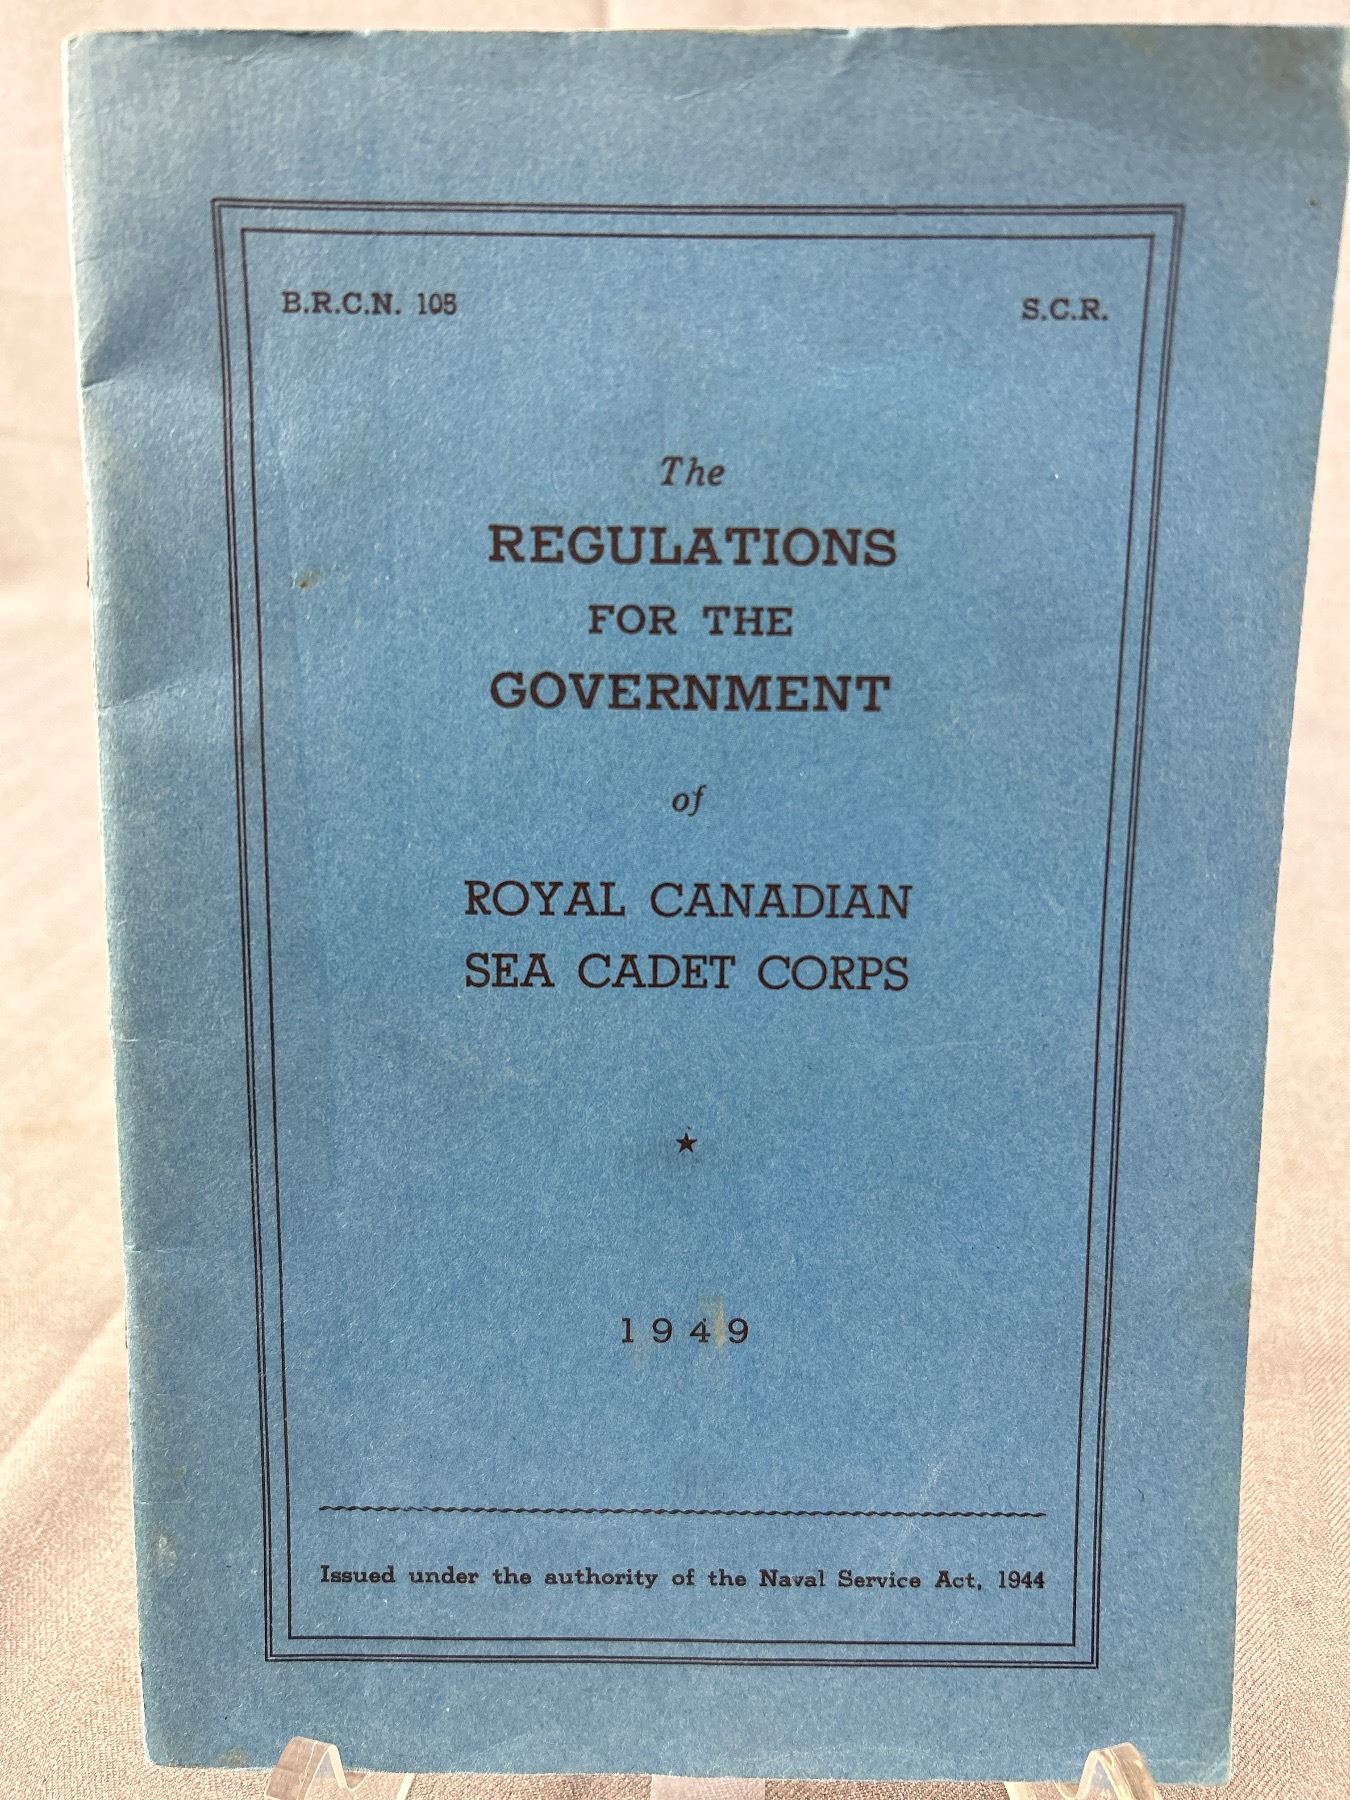 B.R.C.N. 105 S.C.R.
The
REGULATIONS
FOR THE
GOVERNMENT
of
ROYAL CANADIAN
SEA CADET CORPS
1949
Issued under the authority of the Naval Service Act, 1944